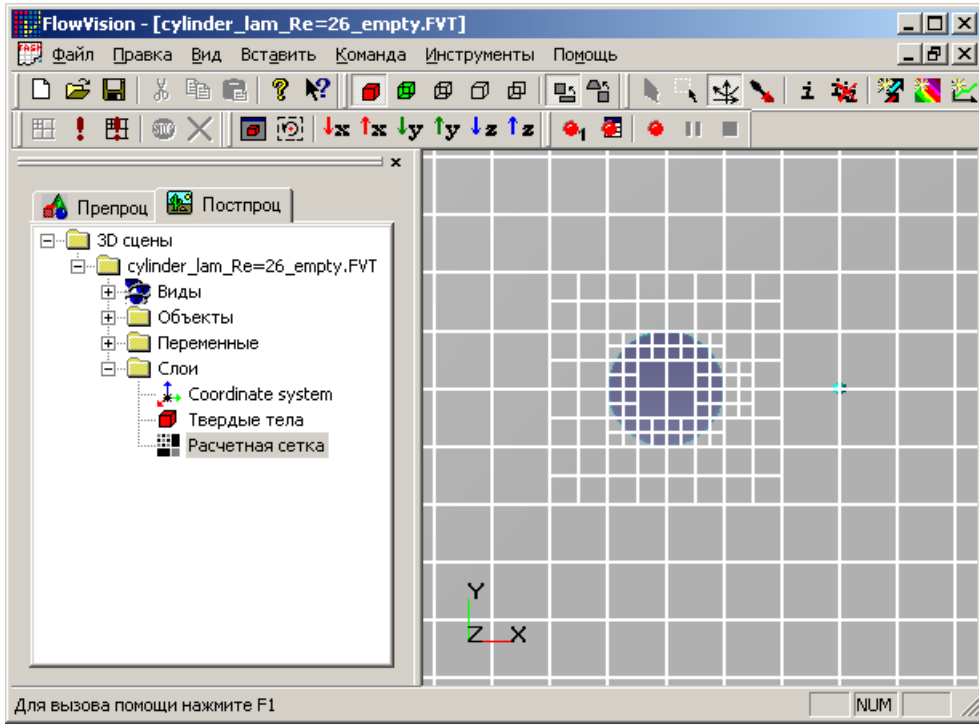 FlowVision - [cylinder_lam_Re=26_empty.FVT]
Файл Правка Вид Вставить Команда Инструменты Помощь
x x y y z z 1
Препроц Постпроц
3D сцены
cylinder_lam_Re=26_empty.FVT
Виды
Объекты
Переменные
Слои
Coordinate system
Твердые тела
Расчетная сетка
Y
Z X
Для вызова помощи нажмите F1 NUM